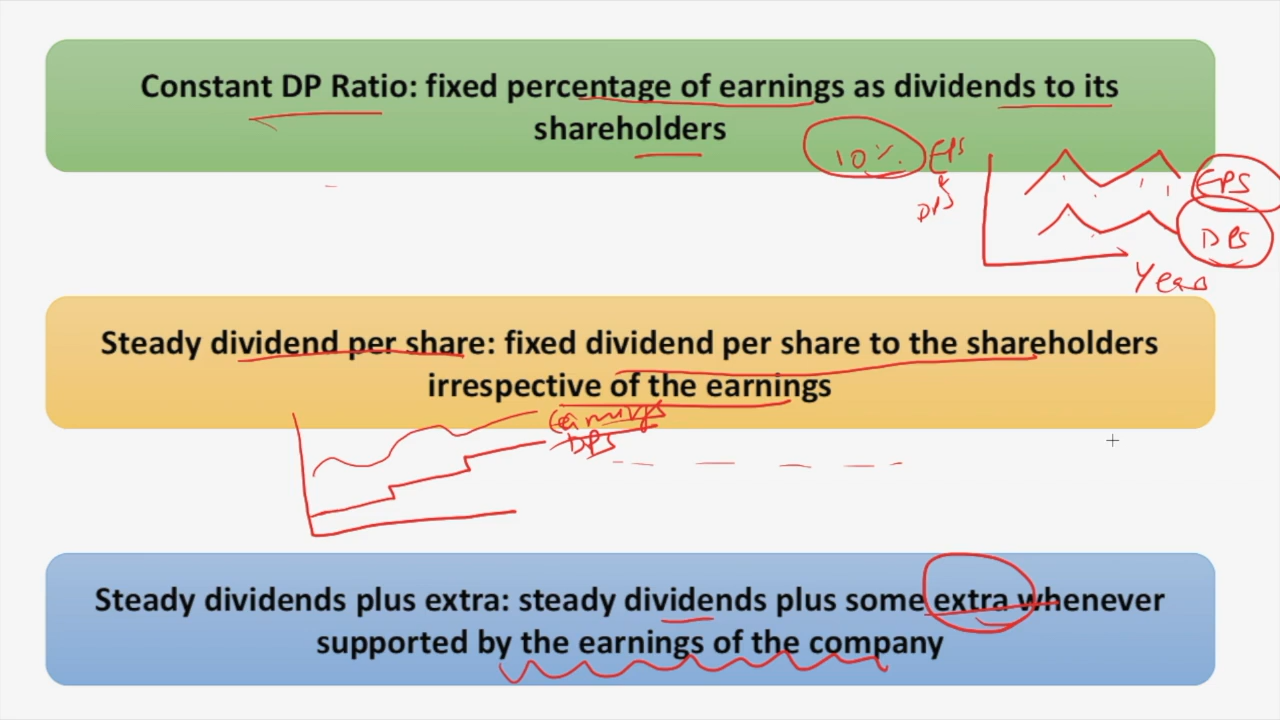 Constant DP Ratio: fixed percentage of earnings as dividends to its
shareholders
10% EPS
DPS
EPS
DPS
Years
Steady dividend per share: fixed dividend per share to the shareholders
irrespective of the earnings
Earnings
DPS
Steady dividends plus extra: steady dividends plus some extra whenever
supported by the earnings of the company